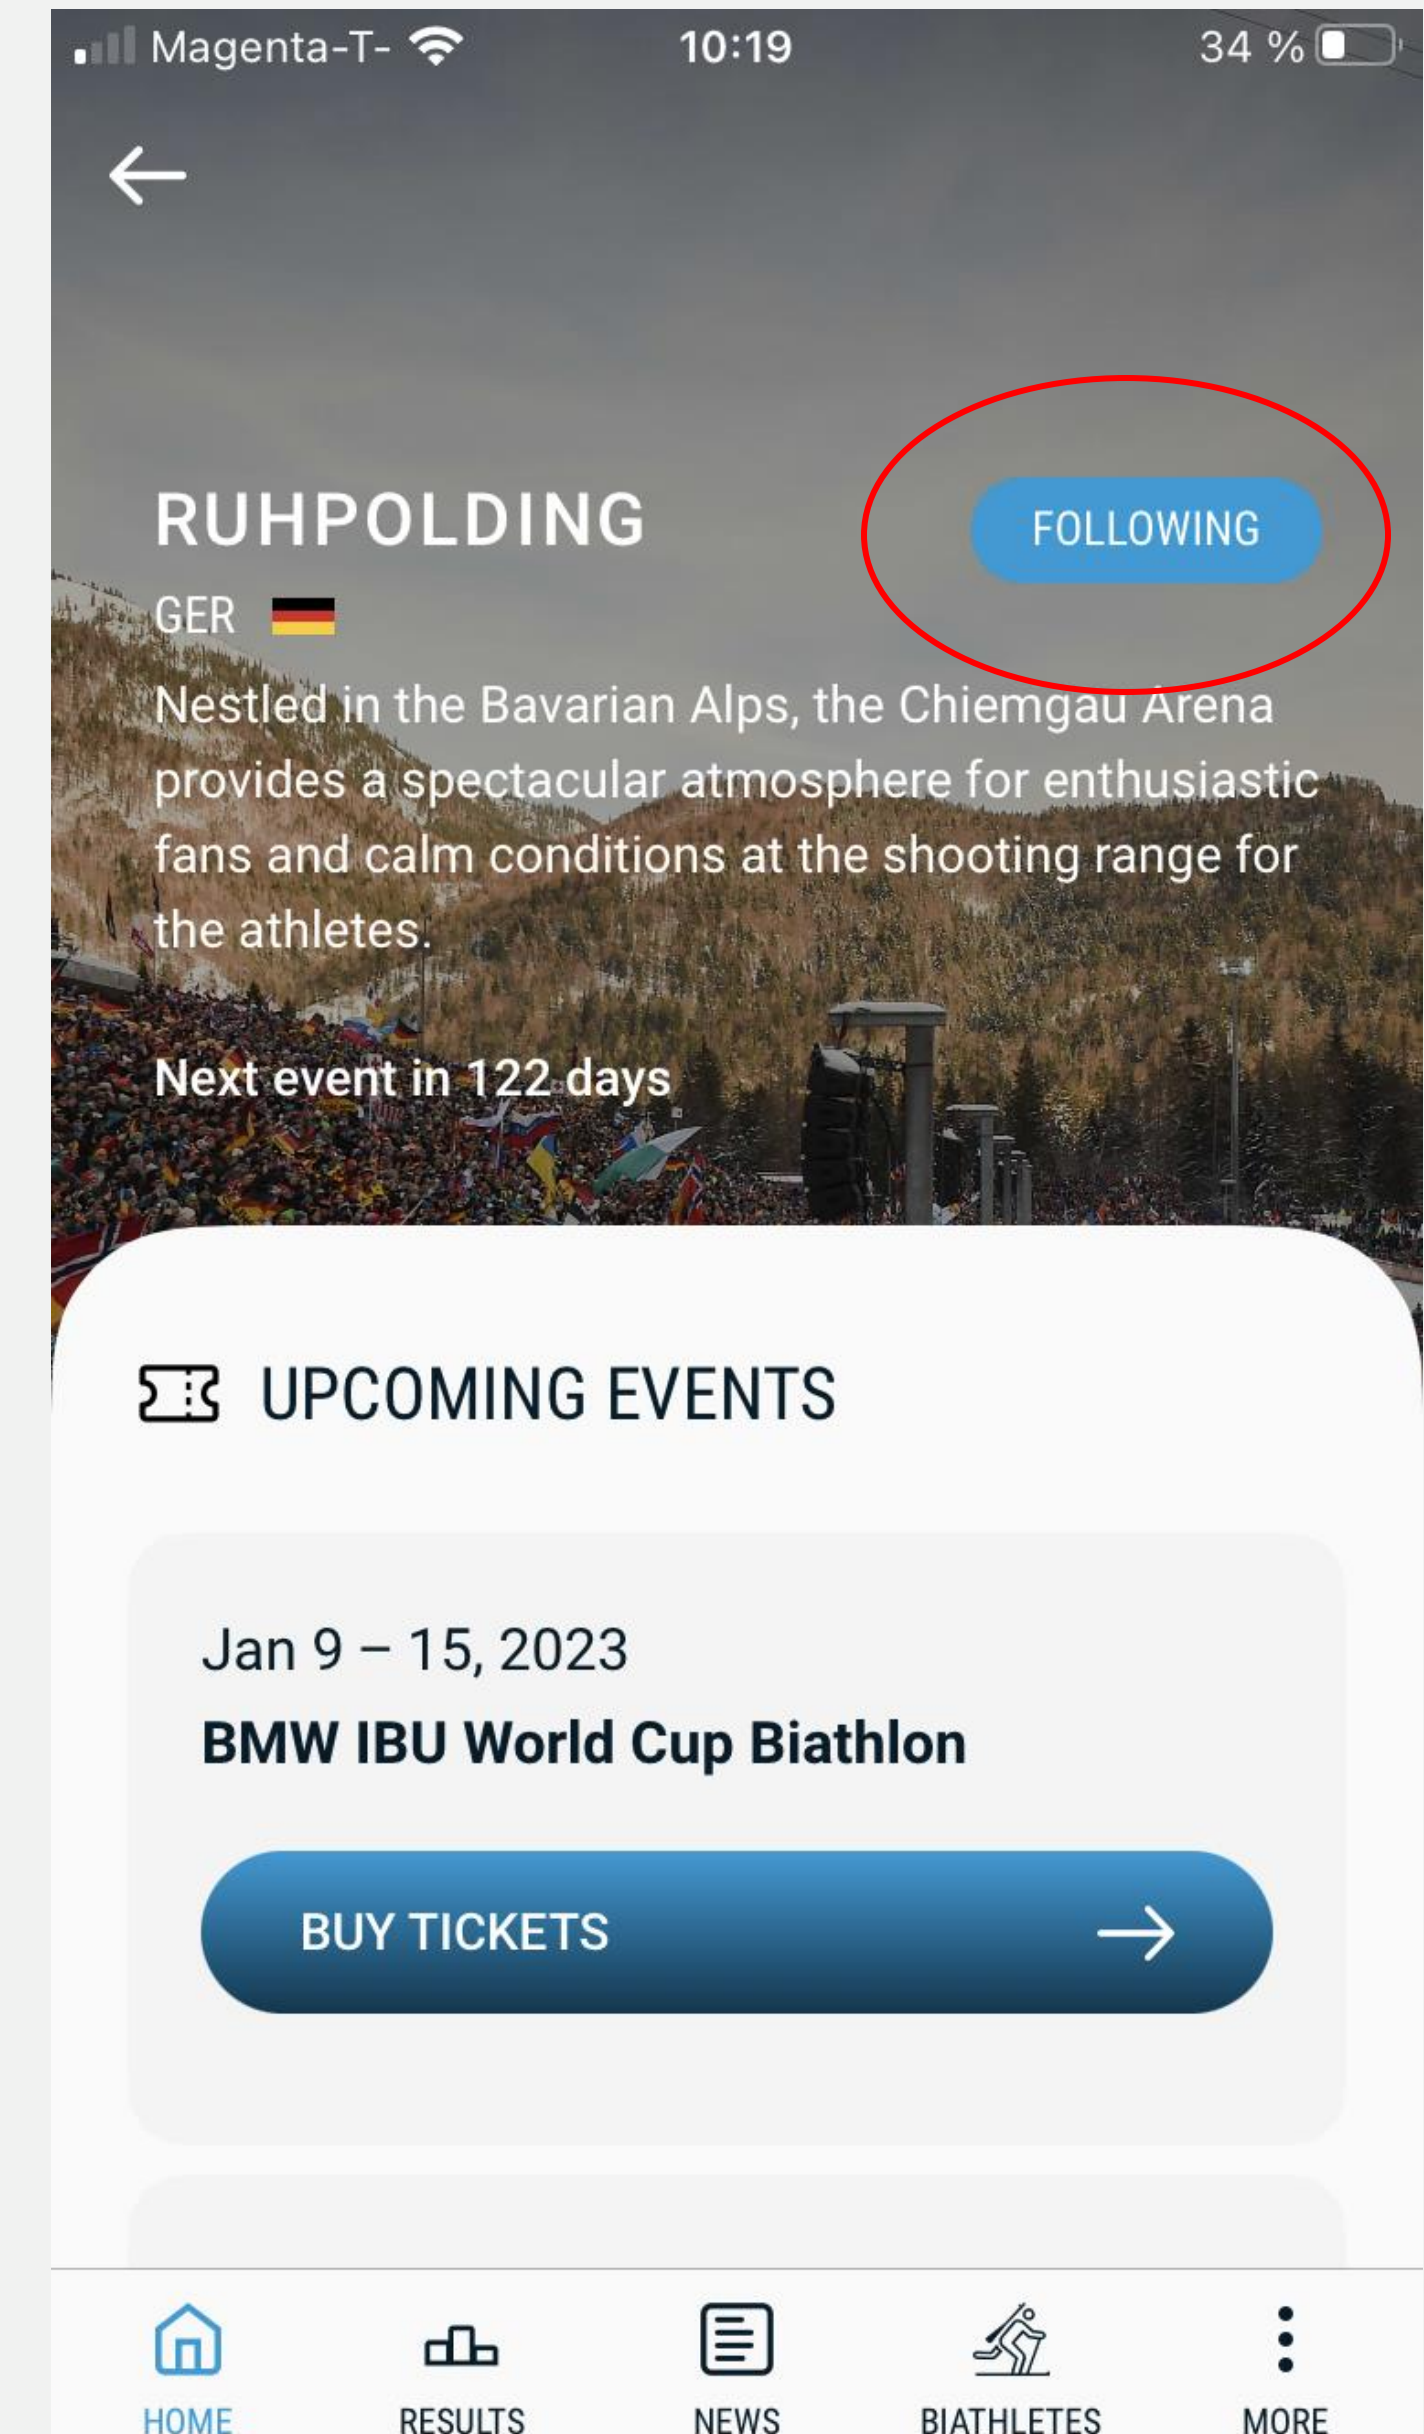 Magenta-T- 10:19 34 %
RUHPOLDING
FOLLOWING
GER
Nestled in the Bavarian Alps, the Chiemgau Arena
provides a spectacular atmosphere for enthusiastic
fans and calm conditions at the shooting range for
the athletes.
Next event in 122 days
UPCOMING EVENTS
Jan 9 – 15, 2023
BMW IBU World Cup Biathlon
BUY TICKETS
HOME RESULTS NEWS BIATHLETES MORE